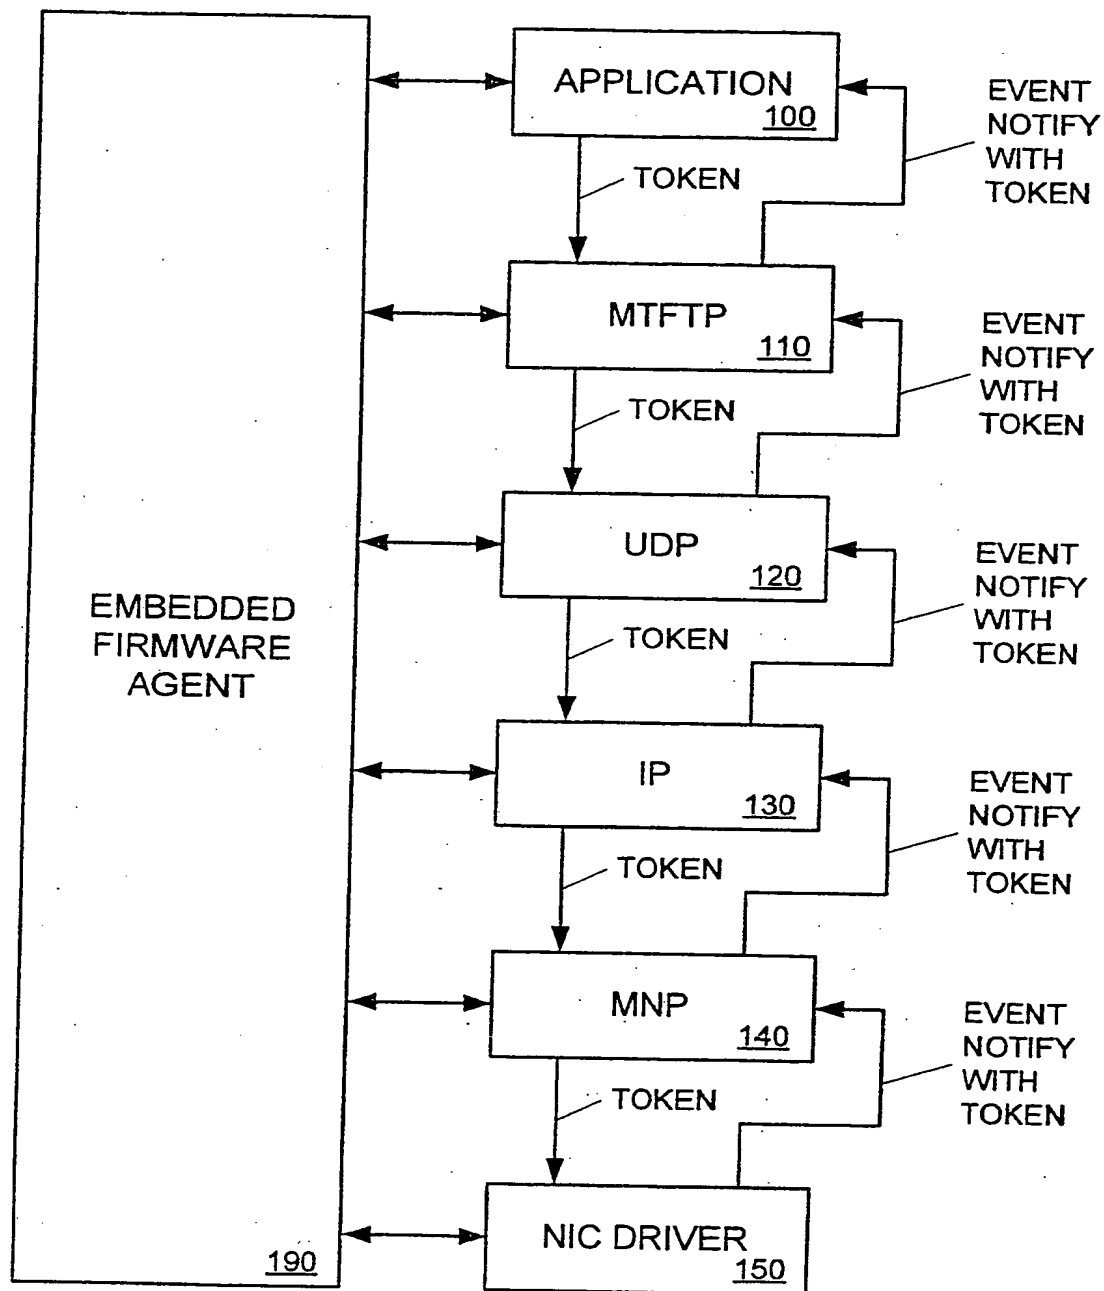 APPLICATION
100
EVENT
NOTIFY
WITH
TOKEN
TOKEN
MTFTP
110
EVENT
NOTIFY
WITH
TOKEN
TOKEN
UDP
120
EVENT
NOTIFY
WITH
TOKEN
EMBEDDED
FIRMWARE
AGENT
TOKEN
IP
130
EVENT
NOTIFY
WITH
TOKEN
TOKEN
MNP
140
EVENT
NOTIFY
WITH
TOKEN
TOKEN
NIC DRIVER
150
190